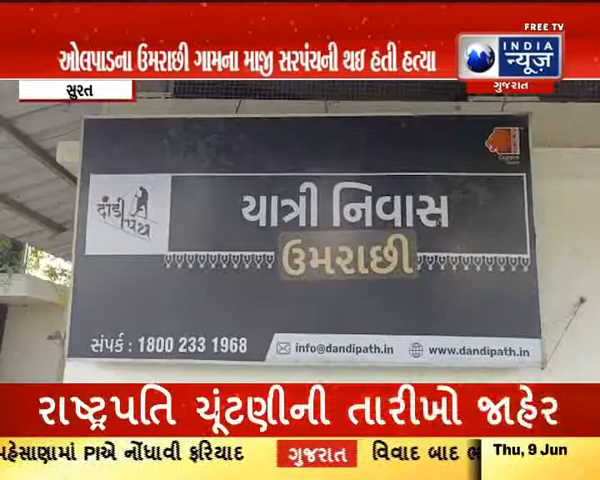 FREE TV
ઓલપાડના ઉમરાછી ગામના માજી સરપંચની થઇ હતી હત્યા
INDIA
ન્યૂઝ
ગુજરાત
સુરત
દાંડી
પથ
યાત્રી નિવાસ
ઉમરાછી
સંપર્ક : 1800 233 1968
info@dandipath.in
www.dandipath.in
રાષ્ટ્રપતિ ચૂંટણીની તારીખો જાહેર
મહેસાણામાં PIએ નોંધાવી ફરિયાદ
ગુજરાત
વિવાદ બાદ
Thu, 9 Jun